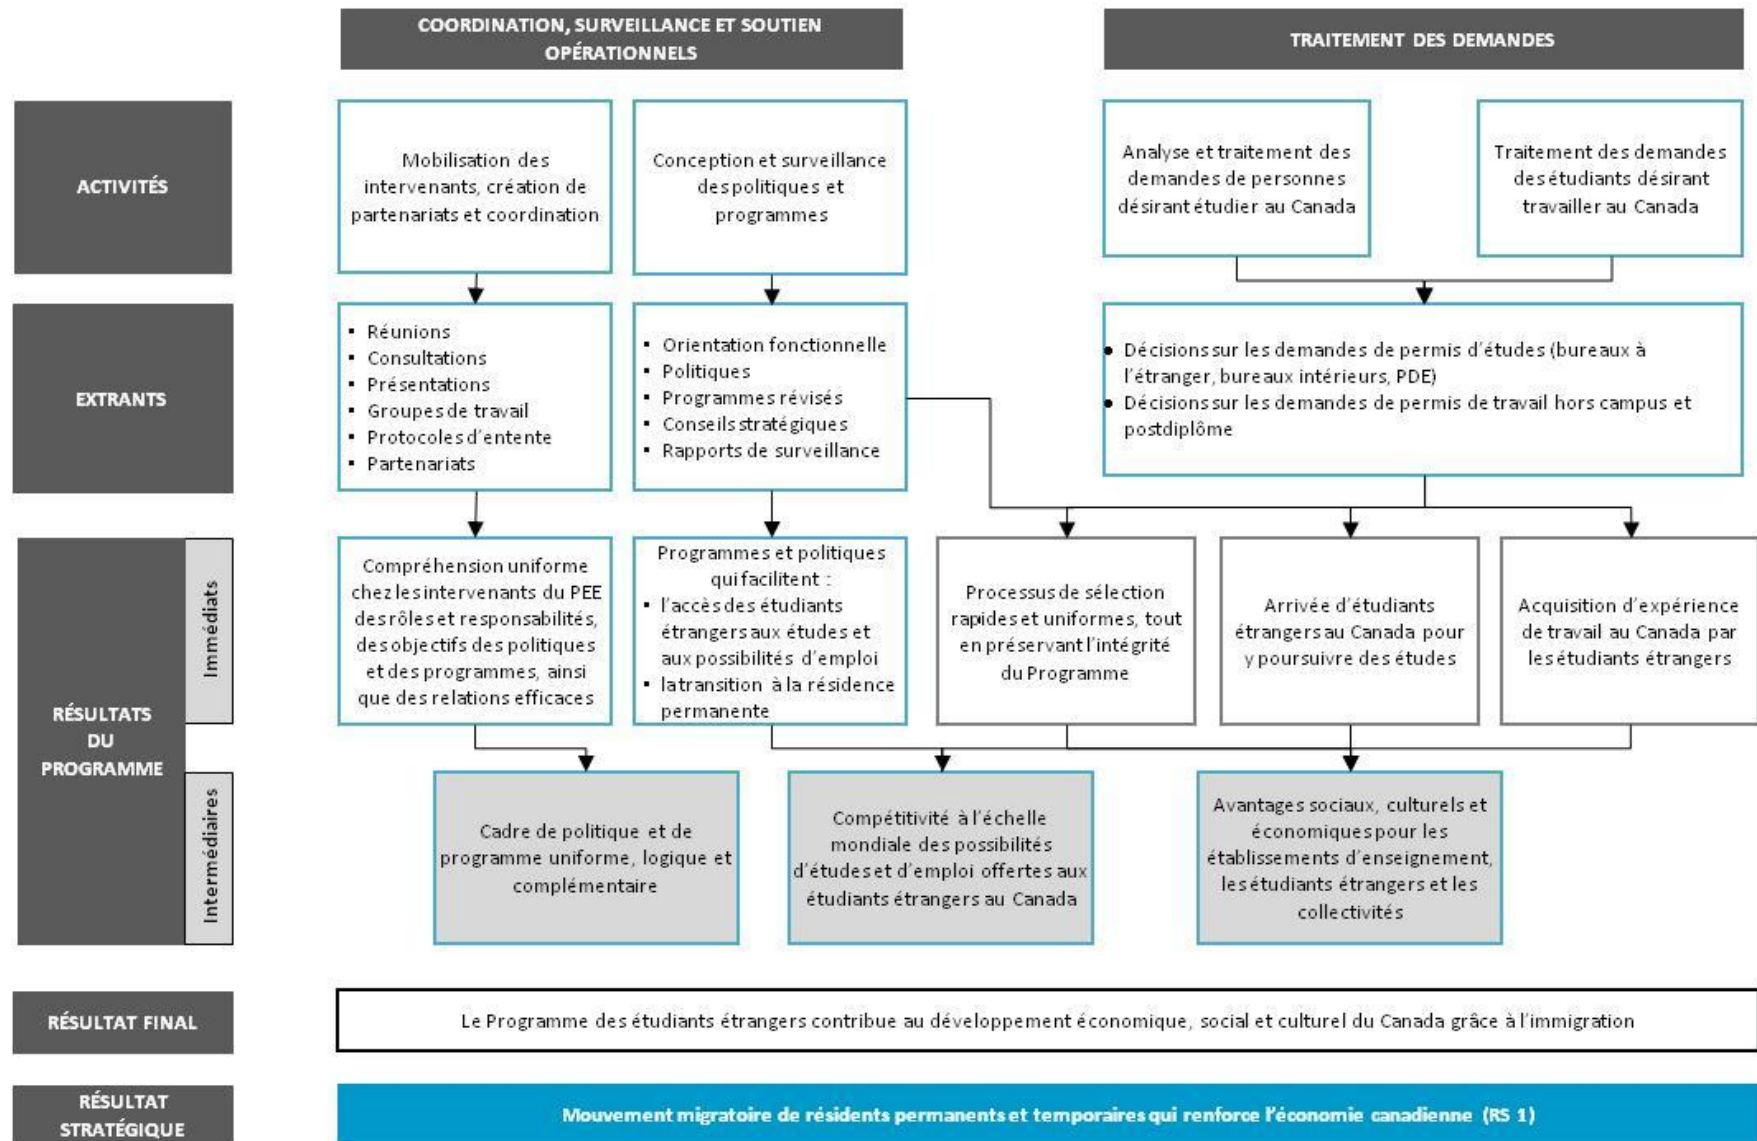 COORDINATION, SURVEILLANCE ET SOUTIEN
OPÉRATIONNELS
TRAITEMENT DES DEMANDES
ACTIVITÉS
Mobilisation des
intervenants, création de
partenariats et coordination
Conception et surveillance
des politiques et
programmes
Analyse et traitement des
demandes de personnes
désirant étudier au Canada
Traitement des demandes
des étudiants désirant
travailler au Canada
EXTRANTS
▪ Réunions
▪ Consultations
▪ Présentations
▪ Groupes de travail
▪ Protocoles d'entente
▪ Partenariats
▪ Orientation fonctionnelle
▪ Politiques
▪ Programmes révisés
▪ Conseils stratégiques
▪ Rapports de surveillance
● Décisions sur les demandes de permis d'études (bureaux à
l'étranger, bureaux intérieurs, PDE)
● Décisions sur les demandes de permis de travail hors campus et
postdiplôme
RÉSULTATS
DU
PROGRAMME
Immédiats
Compréhension uniforme
chez les intervenants du PEE
des rôles et responsabilités,
des objectifs des politiques
et des programmes, ainsi
que des relations efficaces
Programmes et politiques
qui facilitent :
▪ l'accès des étudiants
étrangers aux études et
aux possibilités d'emploi
▪ la transition à la résidence
permanente
Processus de sélection
rapides et uniformes, tout
en préservant l'intégrité
du Programme
Arrivée d'étudiants
étrangers au Canada pour
y poursuivre des études
Acquisition d'expérience
de travail au Canada par
les étudiants étrangers
Intermédiaires
Cadre de politique et de
programme uniforme, logique et
complémentaire
Compétitivité à l'échelle
mondiale des possibilités
d'études et d'emploi offertes aux
étudiants étrangers au Canada
Avantages sociaux, culturels et
économiques pour les
établissements d'enseignement,
les étudiants étrangers et les
collectivités
RÉSULTAT FINAL
Le Programme des étudiants étrangers contribue au développement économique, social et culturel du Canada grâce à l'immigration
RÉSULTAT
STRATÉGIQUE
Mouvement migratoire de résidents permanents et temporaires qui renforce l'économie canadienne (RS 1)